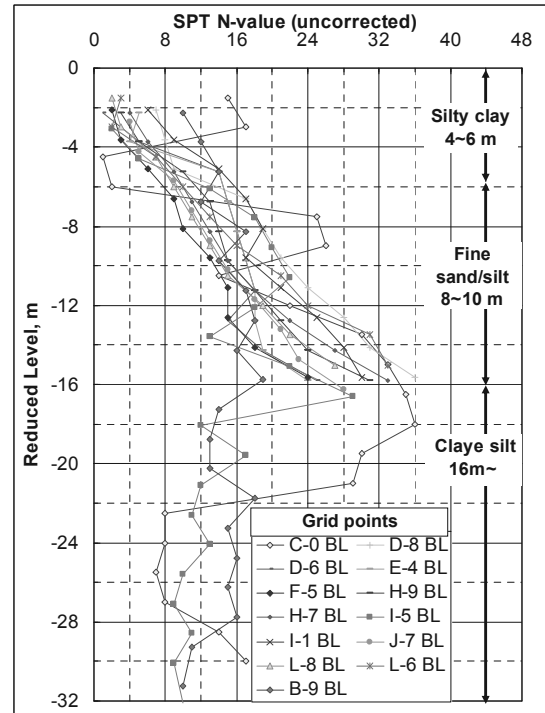 SPT N-value (uncorrected)
0 8 16 24 32 40 48
0
-4
-8
-12
-16
-20
-24
-28
-32
Reduced Level, m
Silty clay
4~6 m
Fine
sand/silt
8~10 m
Claye silt
16m~
Grid points
C-0 BL D-8 BL
D-6 BL E-4 BL
F-5 BL H-9 BL
H-7 BL I-5 BL
I-1 BL J-7 BL
L-8 BL L-6 BL
B-9 BL